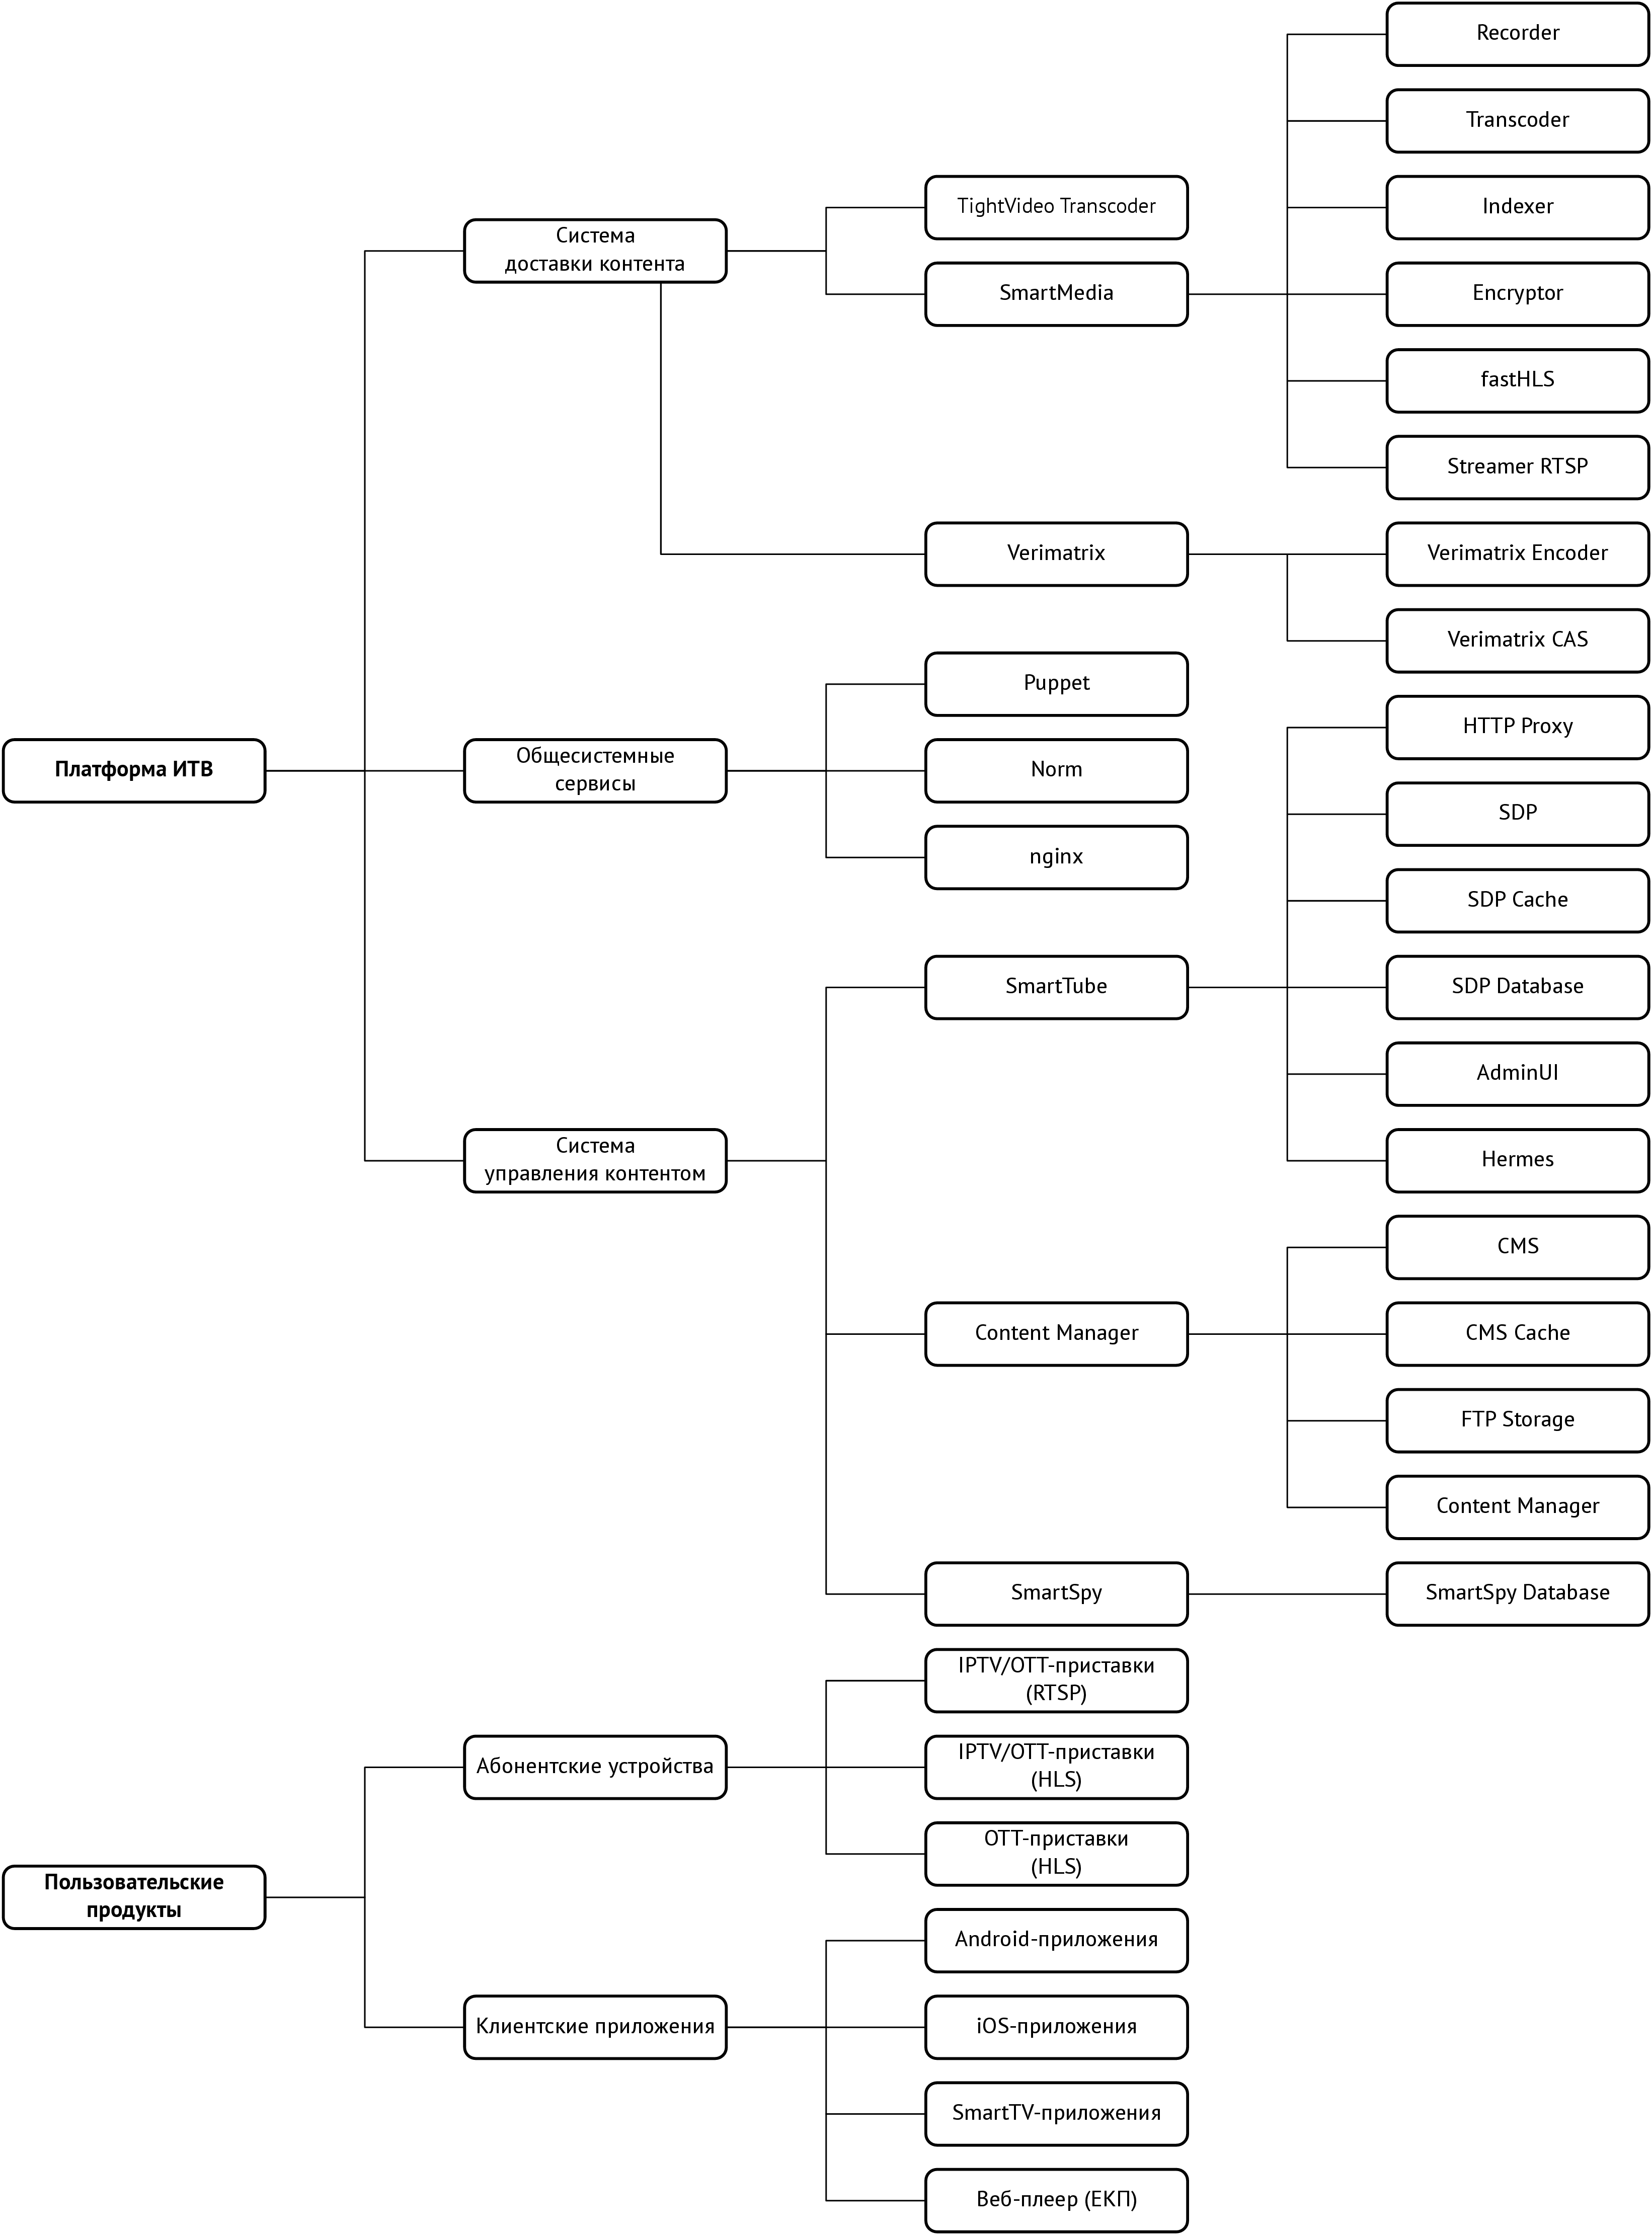 Recorder
Transcoder
TightVideo Transcoder
Indexer
Система
доставки контента
SmartMedia
Encryptor
fastHLS
Streamer RTSP
Verimatrix
Verimatrix Encoder
Verimatrix CAS
Puppet
HTTP Proxy
Платформа ИТВ
Общесистемные
сервисы
Norm
SDP
nginx
SDP Cache
SmartTube
SDP Database
AdminUI
Система
управления контентом
Hermes
CMS
Content Manager
CMS Cache
FTP Storage
Content Manager
SmartSpy
SmartSpy Database
IPTV/OTT-приставки
(RTSP)
Абонентские устройства
IPTV/OTT-приставки
(HLS)
OTT-приставки
(HLS)
Пользовательские
продукты
Android-приложения
Клиентские приложения
iOS-приложения
SmartTV-приложения
Веб-плеер (ЕКП)